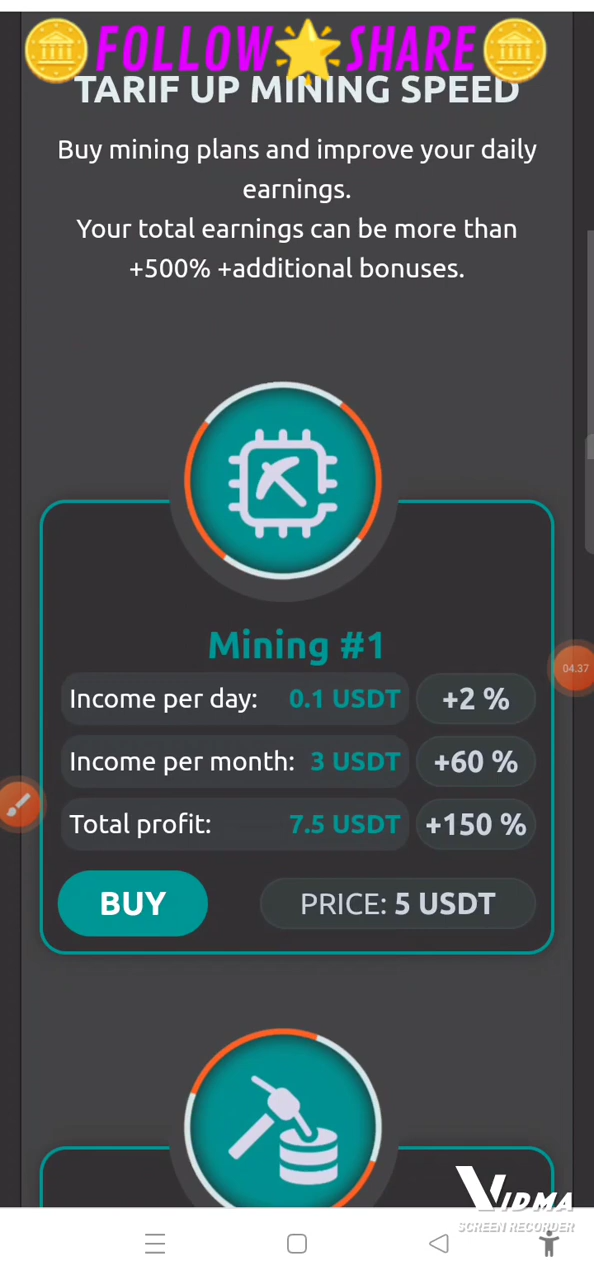 FOLLOW SHARE
TARIF UP MINING SPEED
Buy mining plans and improve your daily
earnings.
Your total earnings can be more than
+500% +additional bonuses.
Mining #1
Income per day: 0.1 USDT +2 %
04.37
Income per month: 3 USDT +60 %
Total profit: 7.5 USDT +150 %
BUY PRICE: 5 USDT
VIDMA
SCREEN RECORDER